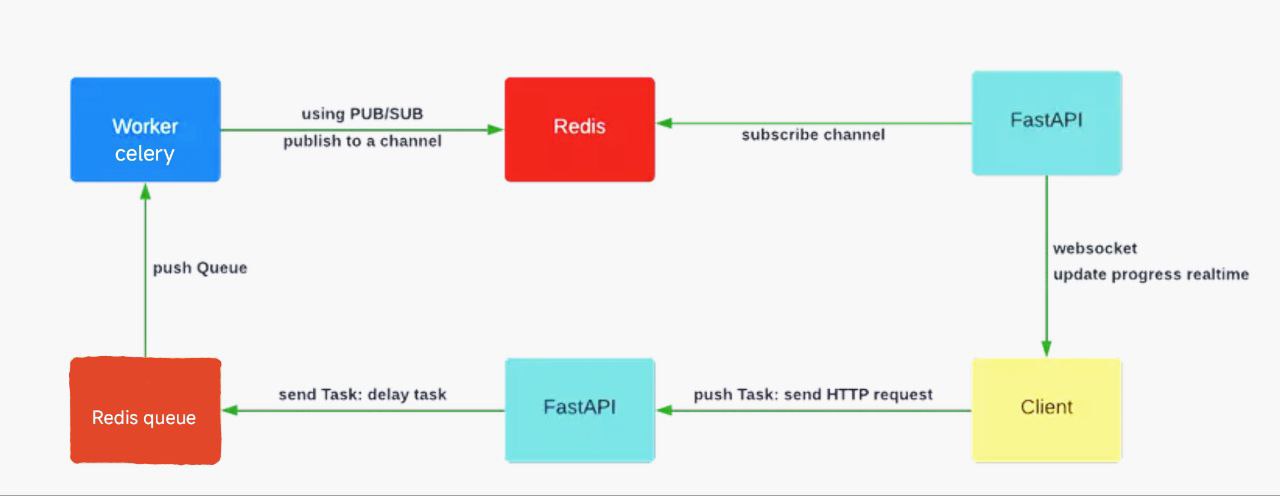 Worker
celery
using PUB/SUB
publish to a channel
Redis
subscribe channel
FastAPI
websocket
update progress realtime
push Queue
Redis queue
send Task: delay task
FastAPI
push Task: send HTTP request
Client